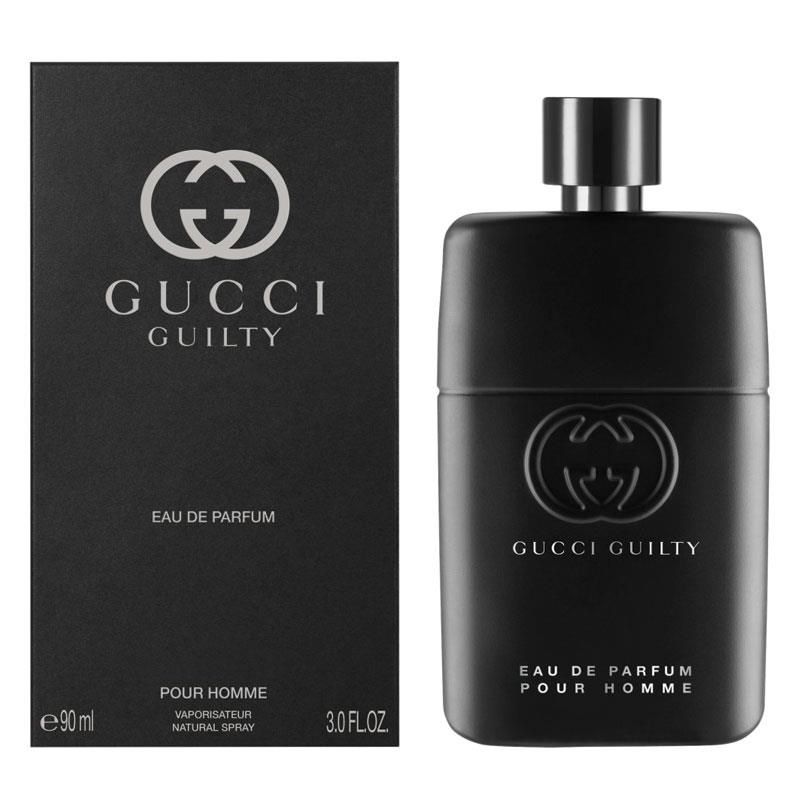 GUCCI
GUILTY
EAU DE PARFUM
POUR HOMME
VAPORISATEUR
NATURAL SPRAY
℮90 ml
3.0 FL.OZ.
GUCCI GUILTY
EAU DE PARFUM
POUR HOMME